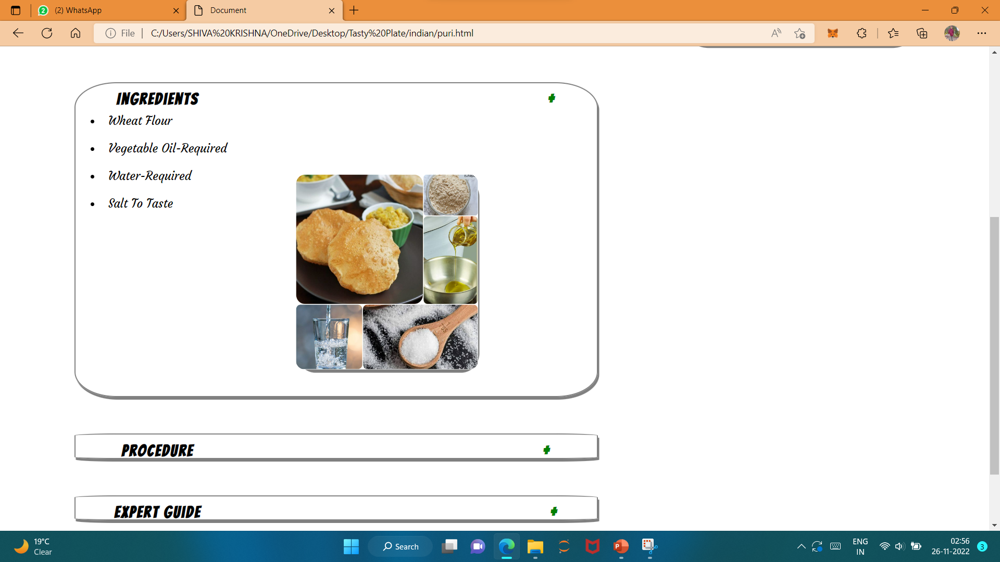 (2) WhatsApp
Document
File
C:/Users/SHIVA%20KRISHNA/OneDrive/Desktop/Tasty%20Plate/indian/puri.html
INGREDIENTS +
• Wheat Flour
• Vegetable Oil-Required
• Water-Required
• Salt To Taste
PROCEDURE +
EXPERT GUIDE +
19°C
Clear
Search
ENG
IN
02:56
26-11-2022
3